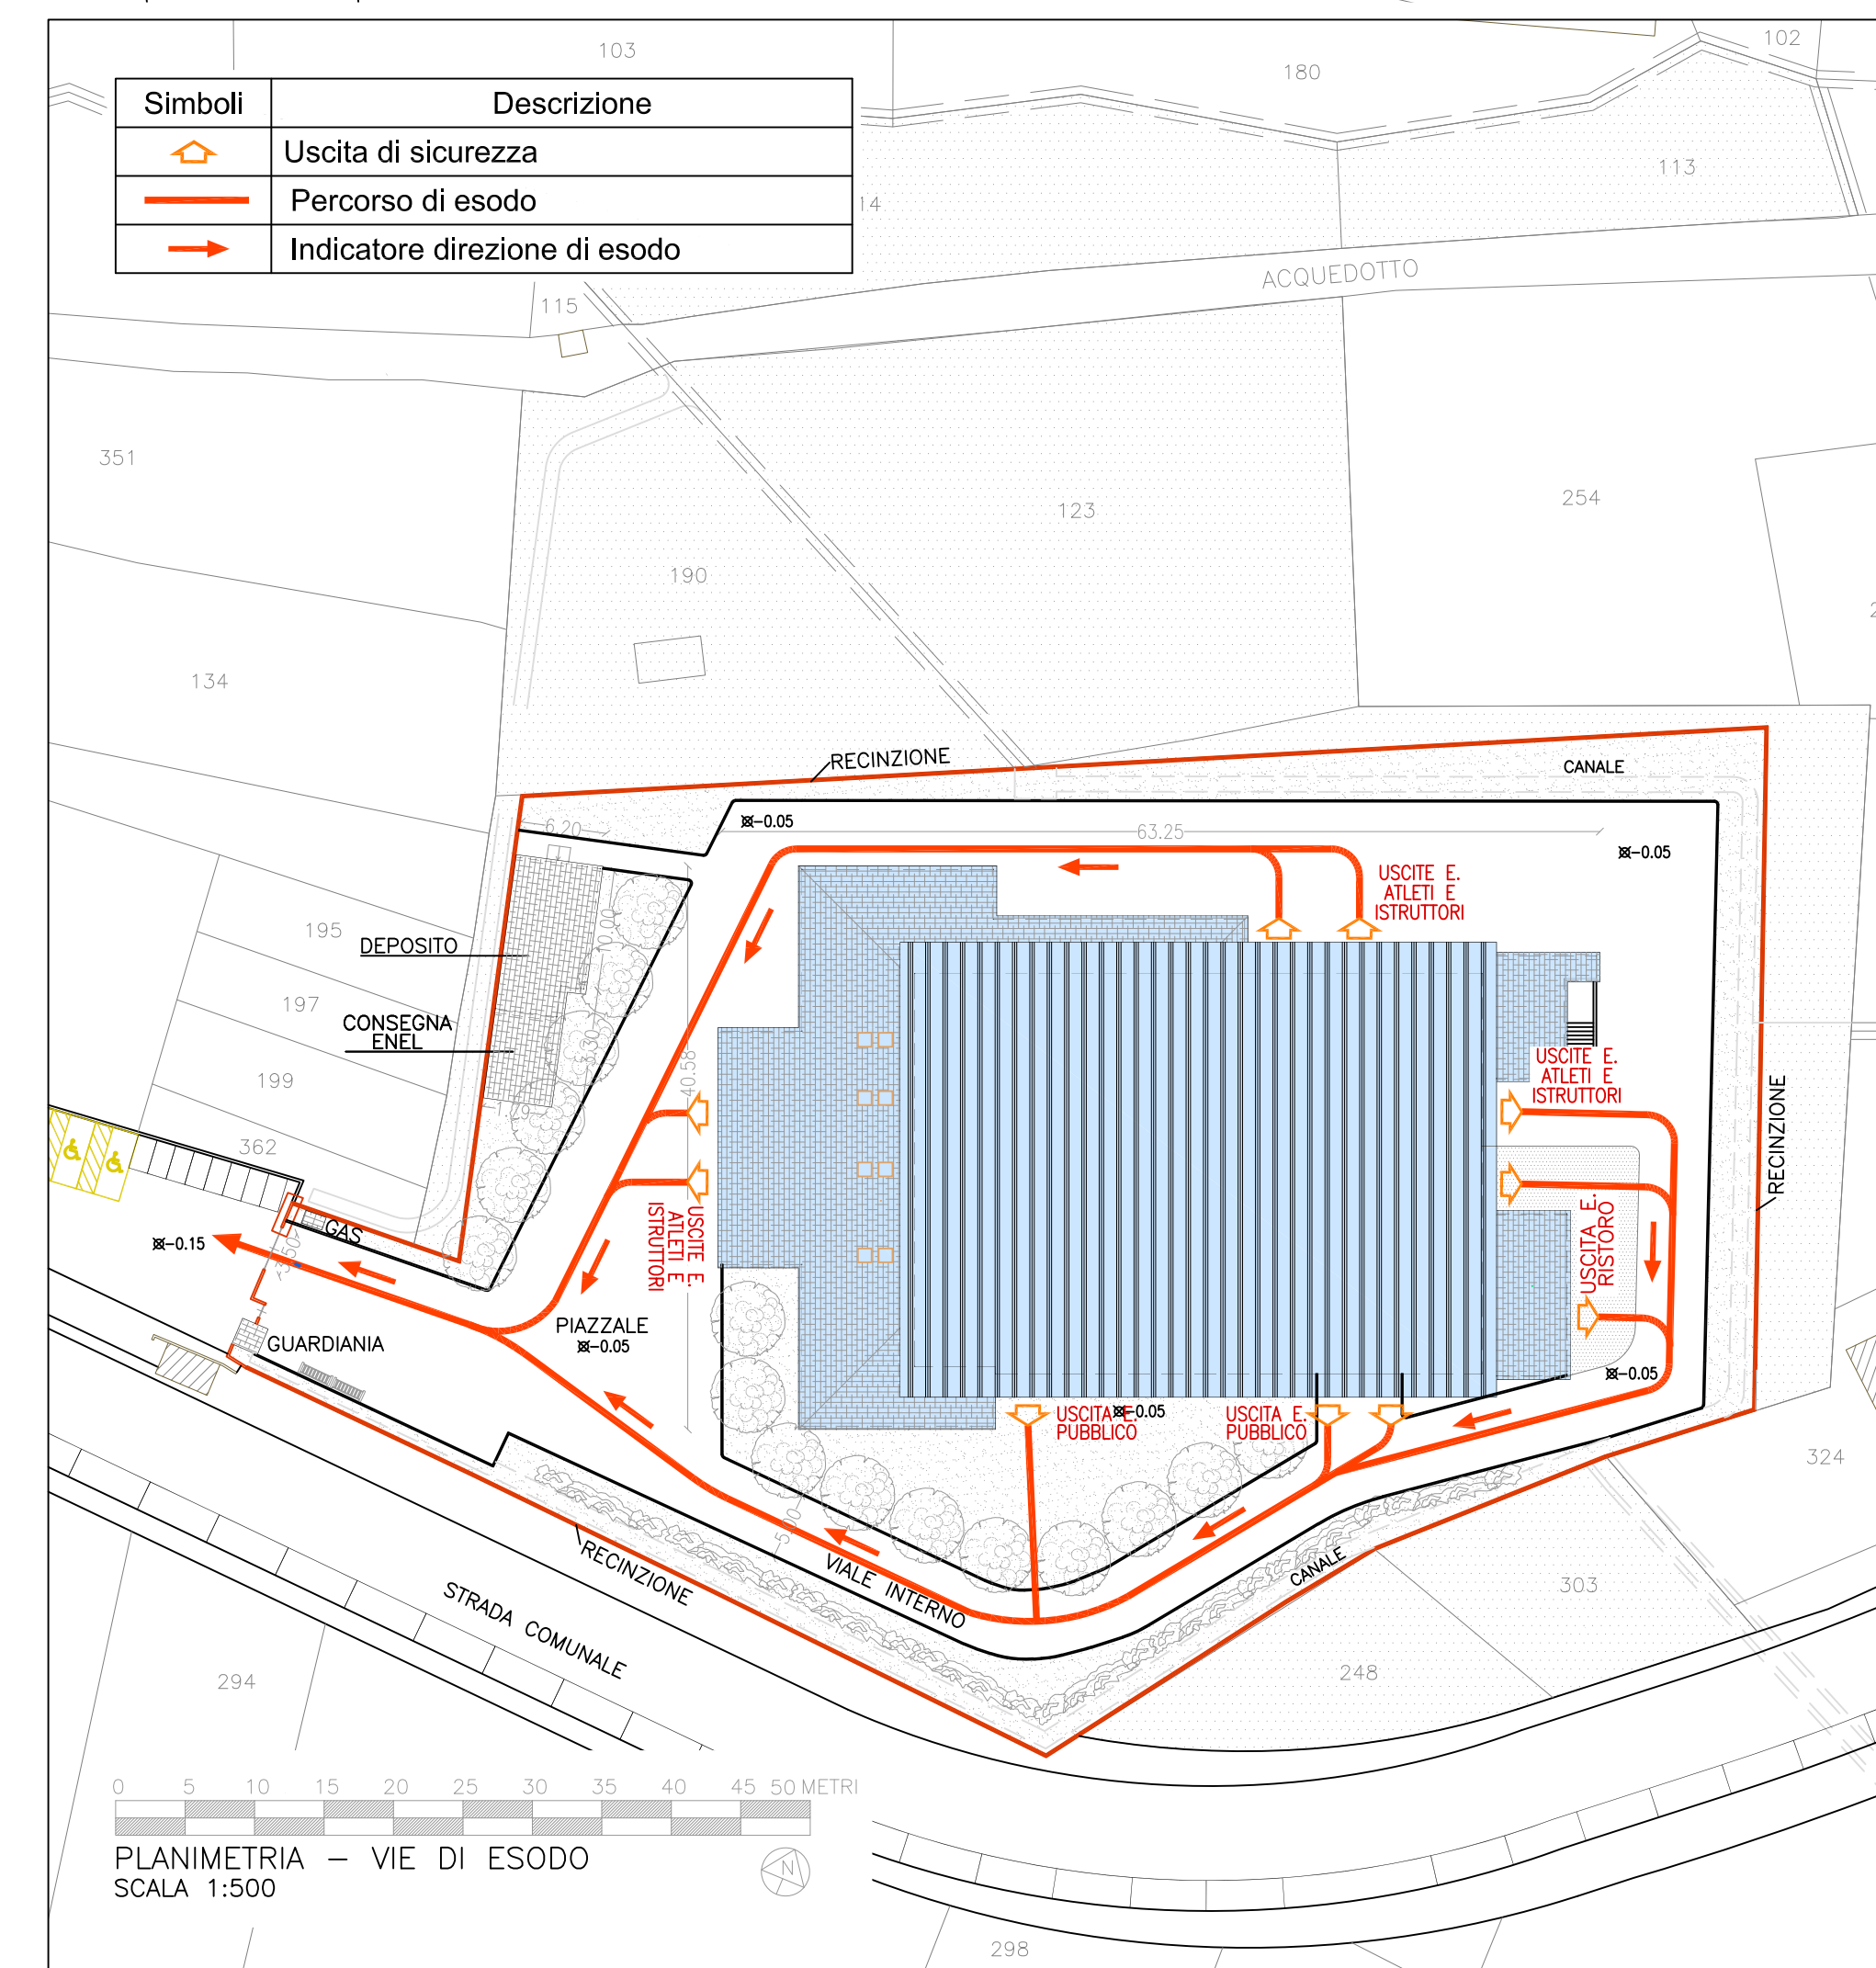 103
180
102
Simboli Descrizione
Uscita di sicurezza
Percorso di esodo
Indicatore direzione di esodo
14
113
ACQUEDOTTO
115
351
123
254
190
134
RECINZIONE
CANALE
6.20
-0.05
63.25
-0.05
USCITE E.
ATLETI E
ISTRUTTORI
195
DEPOSITO
197
CONSEGNA
ENEL
199
40.58
USCITE E.
ATLETI E
ISTRUTTORI
RECINZIONE
362
GAS
-0.15
USCITE E.
ATLETI E
ISTRUTTORI
USCITA E.
RISTORO
PIAZZALE
-0.05
GUARDIANIA
-0.05
USCITA E.
PUBBLICO
-0.05
USCITA E.
PUBBLICO
324
VIALE INTERNO
RECINZIONE
CANALE
303
STRADA COMUNALE
294
248
0 5 10 15 20 25 30 35 40 45 50 METRI
PLANIMETRIA – VIE DI ESODO
SCALA 1:500
N
298